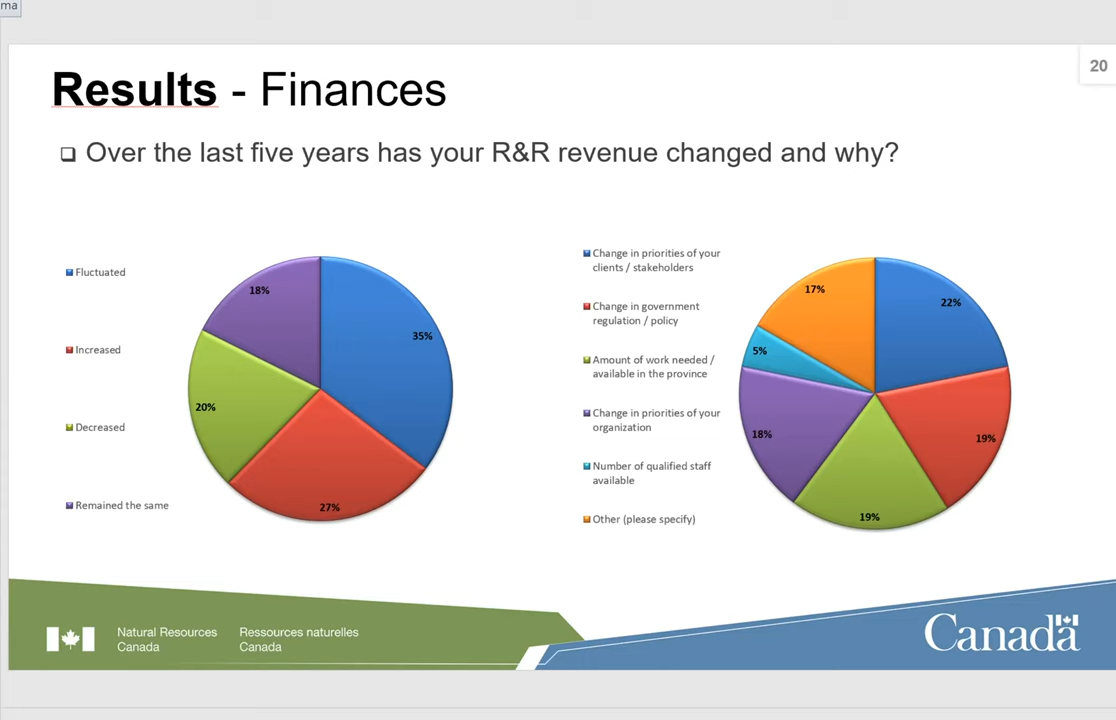 ma
20
Results - Finances
Over the last five years has your R&R revenue changed and why?
Fluctuated
Increased
Decreased
Remained the same
18%
35%
20%
27%
Change in priorities of your
clients / stakeholders
Change in government
regulation / policy
Amount of work needed /
available in the province
Change in priorities of your
organization
Number of qualified staff
available
Other (please specify)
17%
22%
5%
18%
19%
19%
Natural Resources
Canada
Ressources naturelles
Canada
Canada